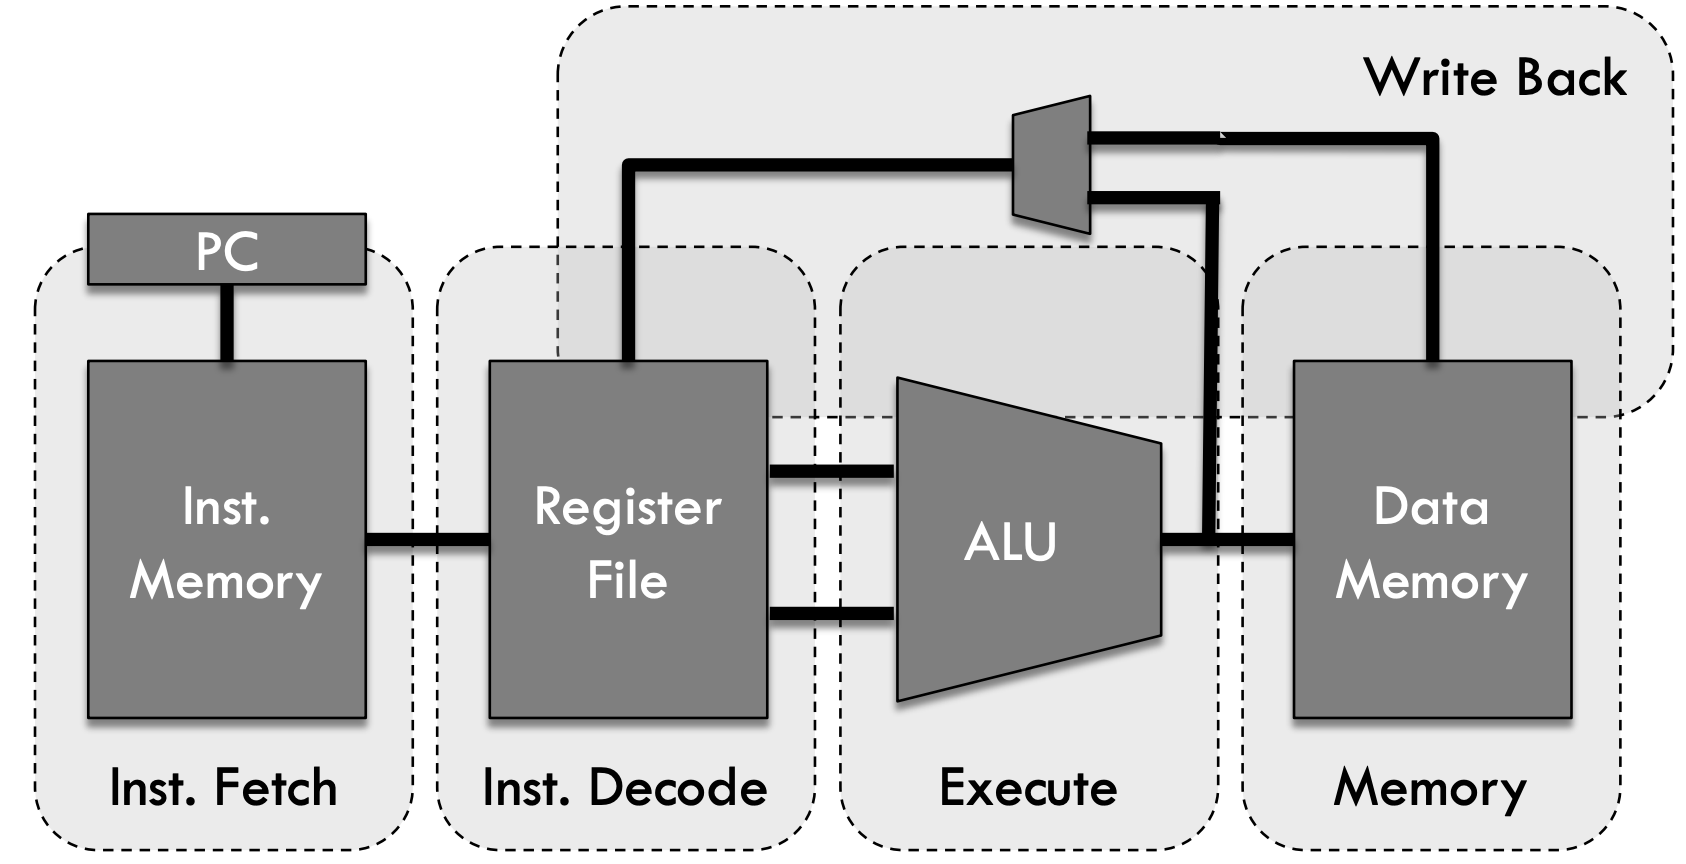 Write Back
PC
Inst.
Memory
Register
File
ALU
Data
Memory
Inst. Fetch
Inst. Decode
Execute
Memory